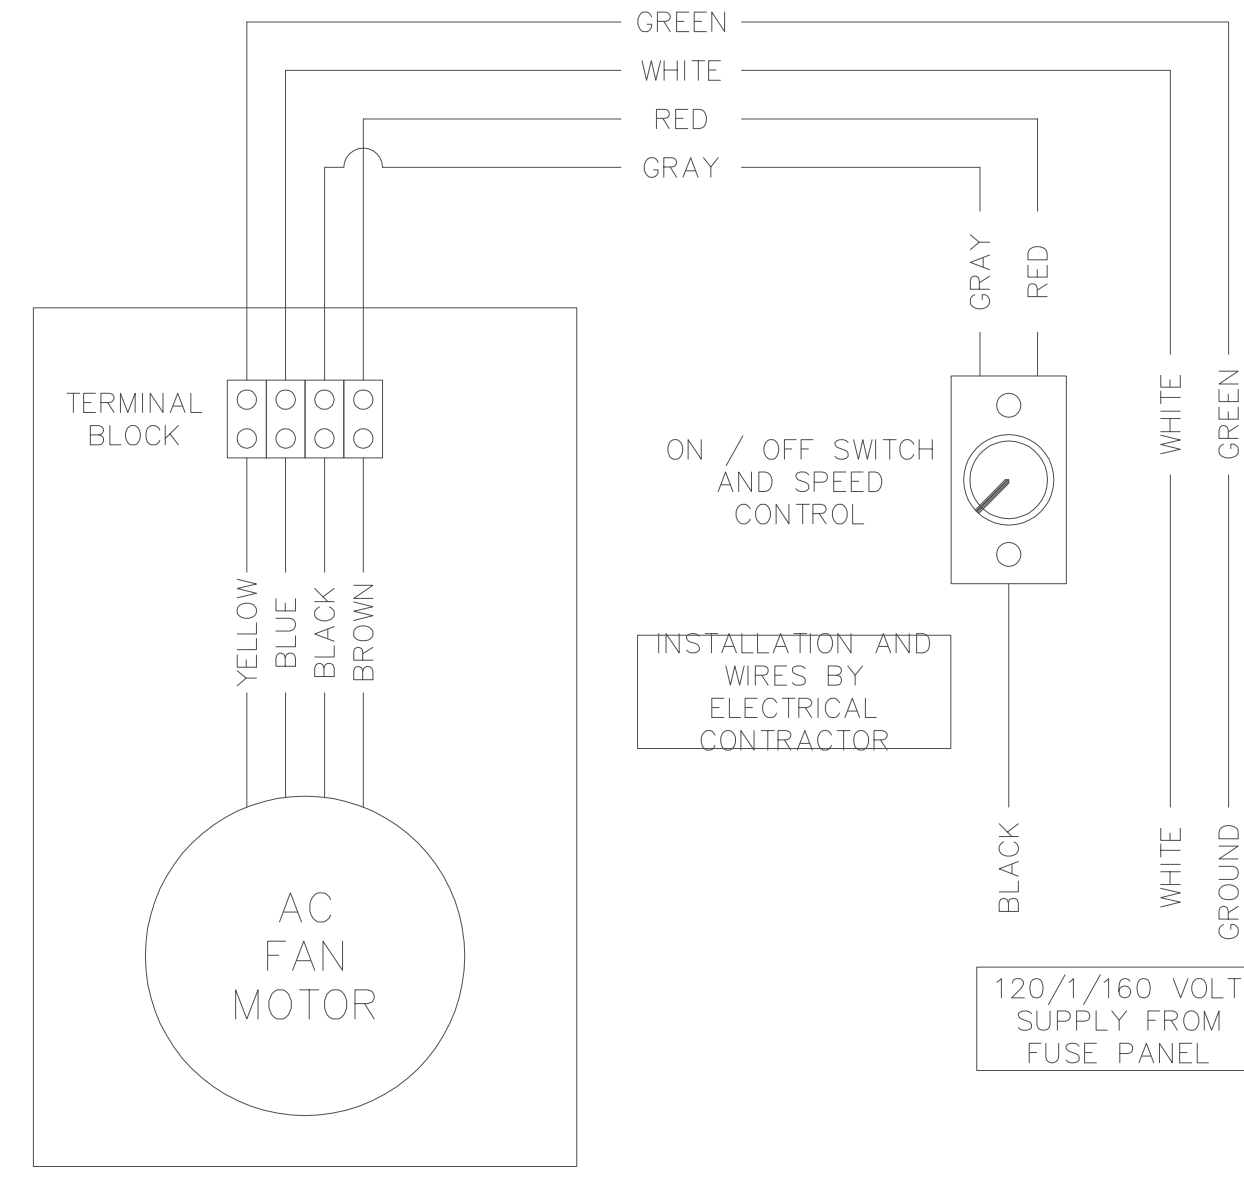 GREEN
WHITE
RED
GRAY
GRAY
RED
TERMINAL
BLOCK
WHITE
GREEN
ON / OFF SWITCH
AND SPEED
CONTROL
YELLOW
BLUE
BLACK
BROWN
INSTALLATION AND
WIRES BY
ELECTRICAL
CONTRACTOR
BLACK
WHITE
GROUND
AC
FAN
MOTOR
120/1/160 VOLT
SUPPLY FROM
FUSE PANEL